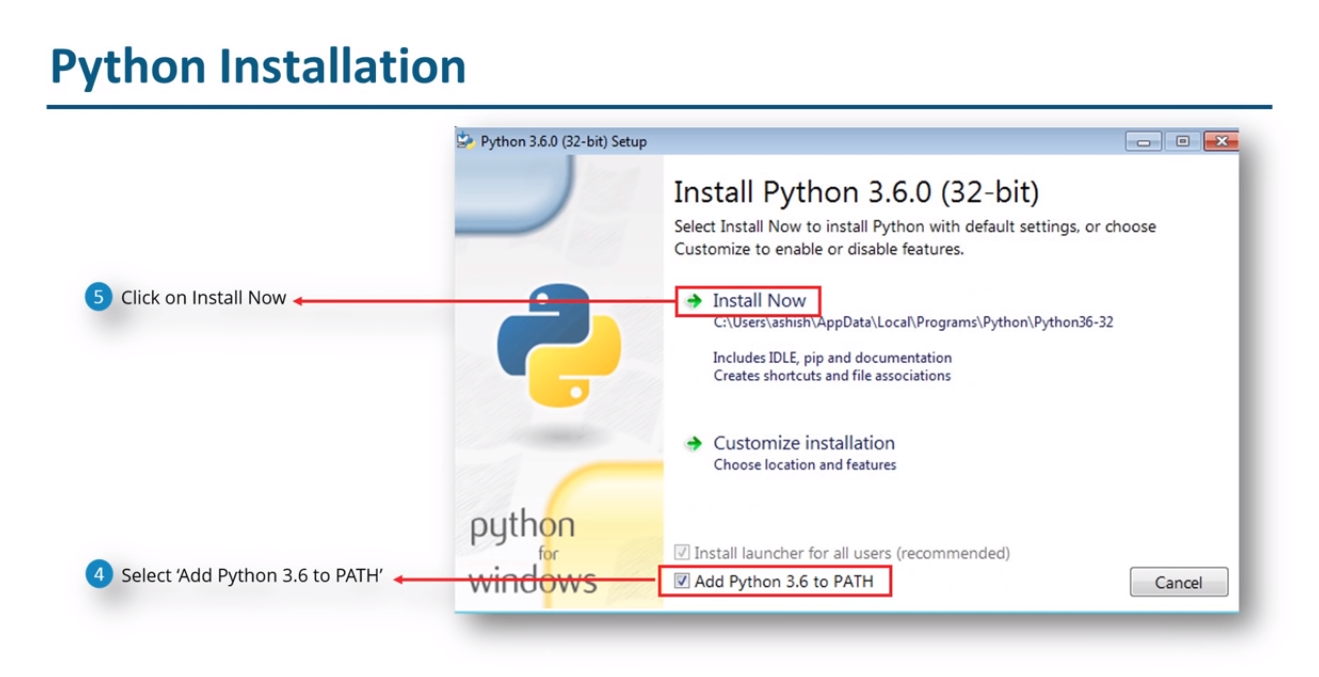 Python Installation
Python 3.6.0 (32-bit) Setup
Install Python 3.6.0 (32-bit)
Select Install Now to install Python with default settings, or choose
Customize to enable or disable features.
5 Click on Install Now
Install Now
C:\Users\ashish\AppData\Local\Programs\Python\Python36-32
Includes IDLE, pip and documentation
Creates shortcuts and file associations
Customize installation
Choose location and features
python
for
windows
Install launcher for all users (recommended)
4 Select ‘Add Python 3.6 to PATH’
Add Python 3.6 to PATH
Cancel